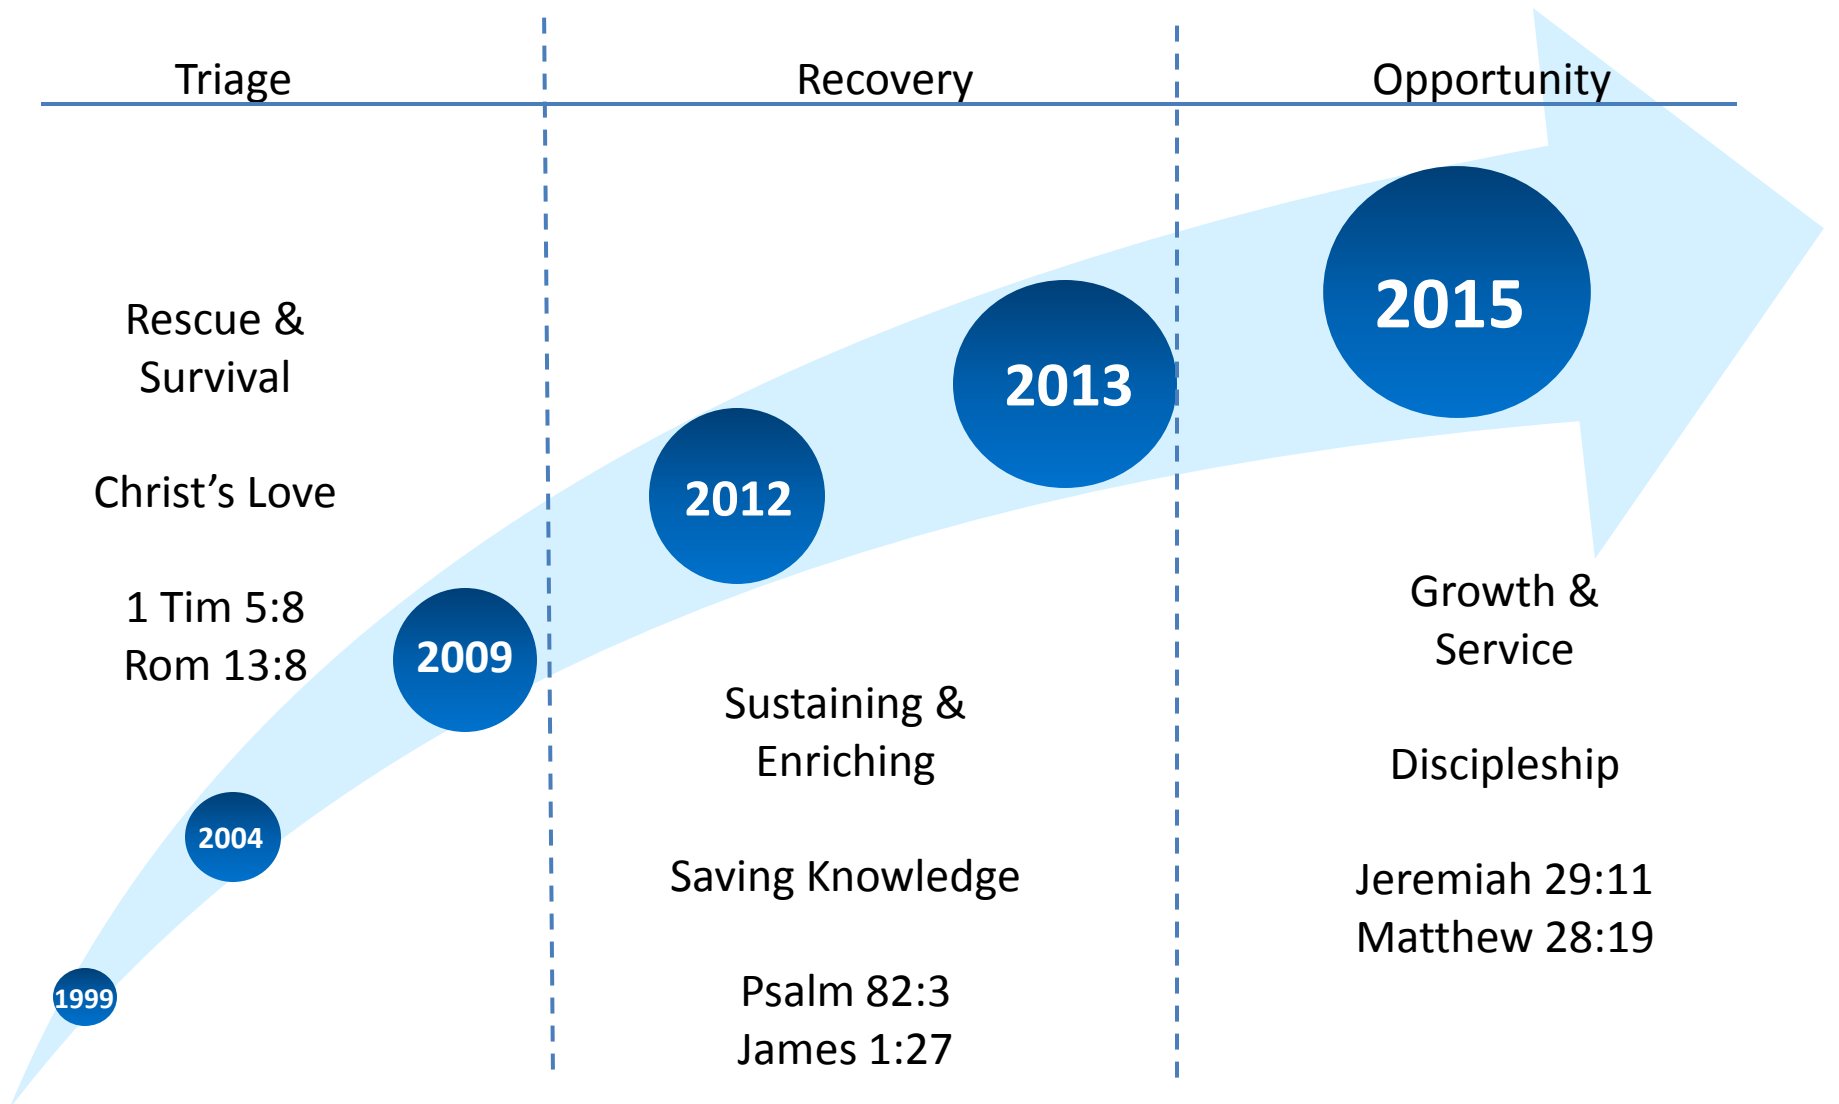 Triage
Recovery
Opportunity
Rescue &
Survival
Christ’s Love
1 Tim 5:8
Rom 13:8
1999
2004
2009
2012
2013
Sustaining &
Enriching
Saving Knowledge
Psalm 82:3
James 1:27
2015
Growth &
Service
Discipleship
Jeremiah 29:11
Matthew 28:19